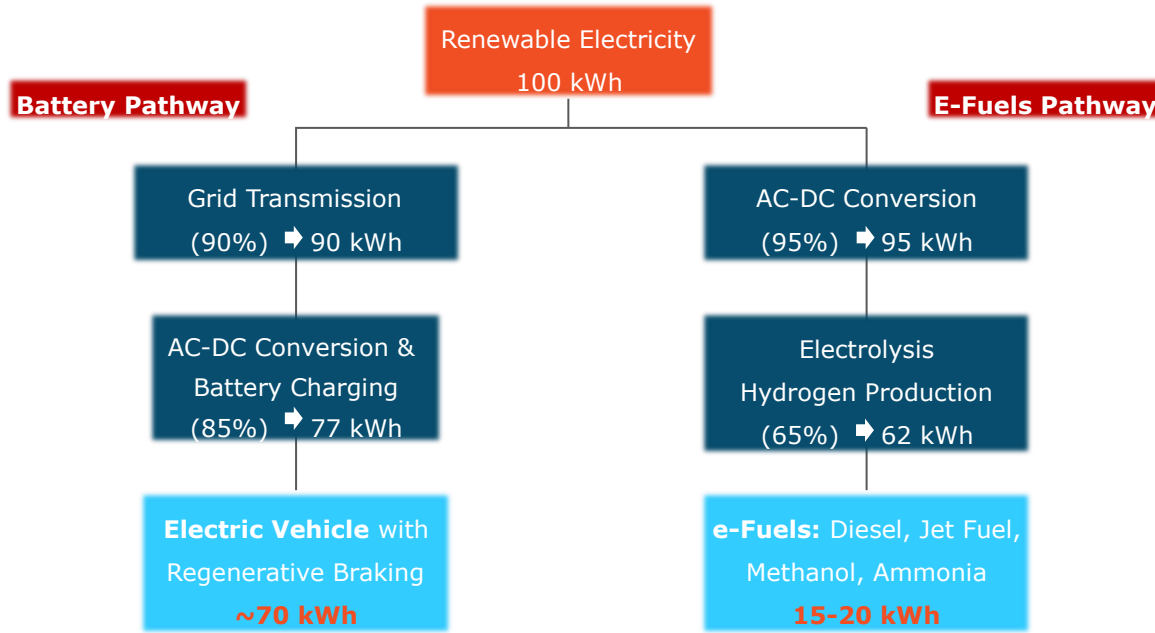 Renewable Electricity
100 kWh
Battery Pathway
E-Fuels Pathway
Grid Transmission
(90%) 🡆 90 kWh
AC-DC Conversion &
Battery Charging
(85%) 🡆 77 kWh
Electric Vehicle with
Regenerative Braking
~70 kWh
AC-DC Conversion
(95%) 🡆 95 kWh
Electrolysis
Hydrogen Production
(65%) 🡆 62 kWh
e-Fuels: Diesel, Jet Fuel,
Methanol, Ammonia
15-20 kWh